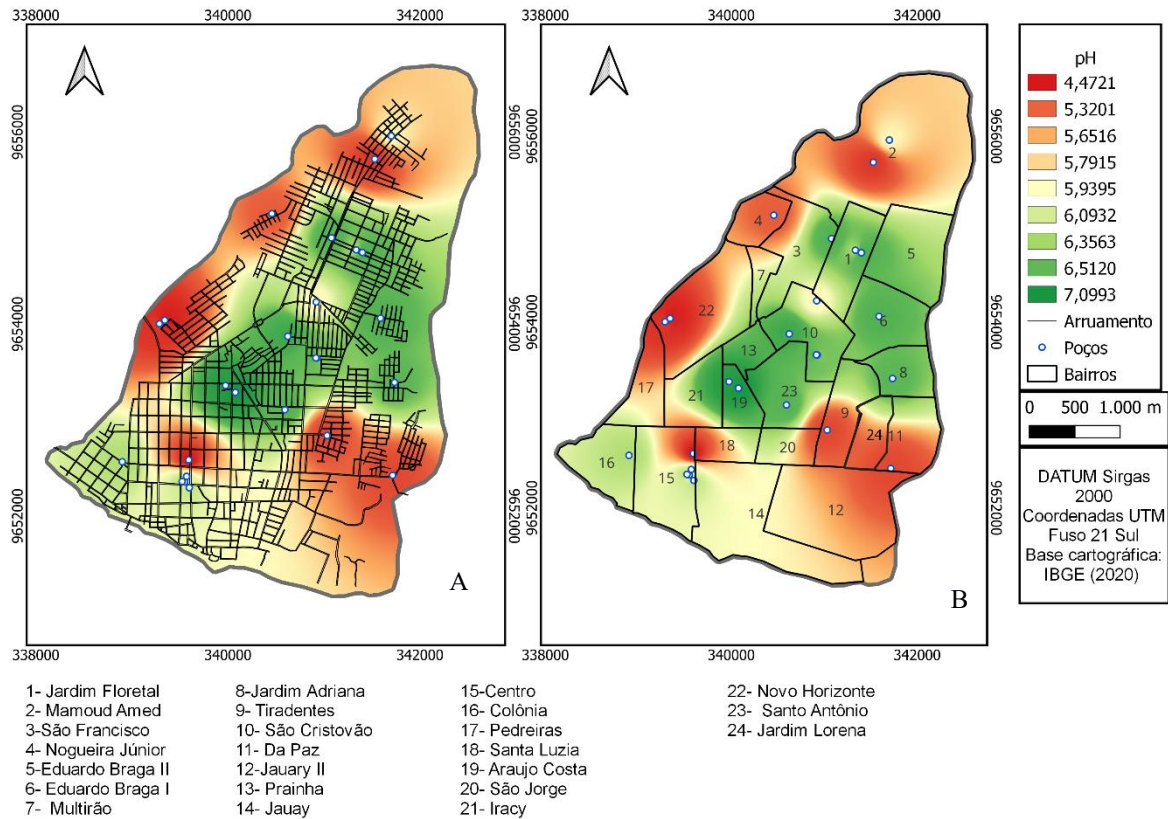 338000 340000 342000
338000 340000 342000
9656000
9654000
9652000
9656000
9654000
9652000
9656000
9654000
9652000
A
2
4
3
1
5
7
22
6
10
13
8
17
21
19
23
9
24
11
18
20
16
15
14
12
B
338000 340000 342000
338000 340000 342000
pH
4,4721
5,3201
5,6516
5,7915
5,9395
6,0932
6,3563
6,5120
7,0993
Arruamento
Poços
Bairros
0 500 1.000 m
DATUM Sirgas
2000
Coordenadas UTM
Fuso 21 Sul
Base cartográfica:
IBGE (2020)
1- Jardim Floretal
2- Mamoud Amed
3-São Francisco
4- Nogueira Júnior
5-Eduardo Braga II
6- Eduardo Braga I
7- Multirão
8-Jardim Adriana
9- Tiradentes
10- São Cristovão
11- Da Paz
12-Jauary II
13- Prainha
14- Jauay
15-Centro
16- Colônia
17- Pedreiras
18- Santa Luzia
19- Araujo Costa
20- São Jorge
21- Iracy
22- Novo Horizonte
23- Santo Antônio
24- Jardim Lorena